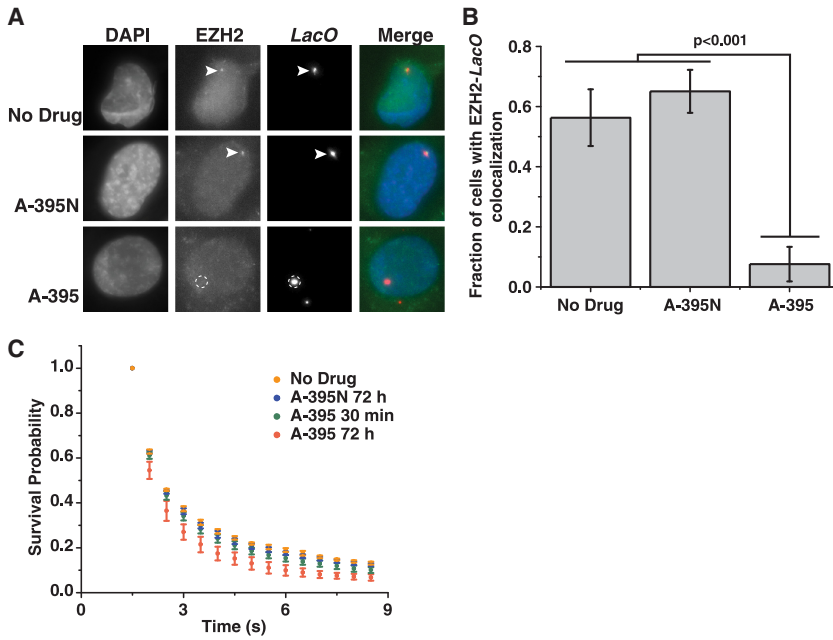 A
DAPI EZH2 LacO Merge
No Drug
A-395N
A-395
B
Fraction of cells with EZH2-LacO
colocalization
0.8
0.6
0.4
0.2
0.0
p<0.001
No Drug A-395N A-395
C
Survival Probability
1.0
0.8
0.6
0.4
0.2
0.0
No Drug
A-395N 72 h
A-395 30 min
A-395 72 h
0 3 6 9
Time (s)